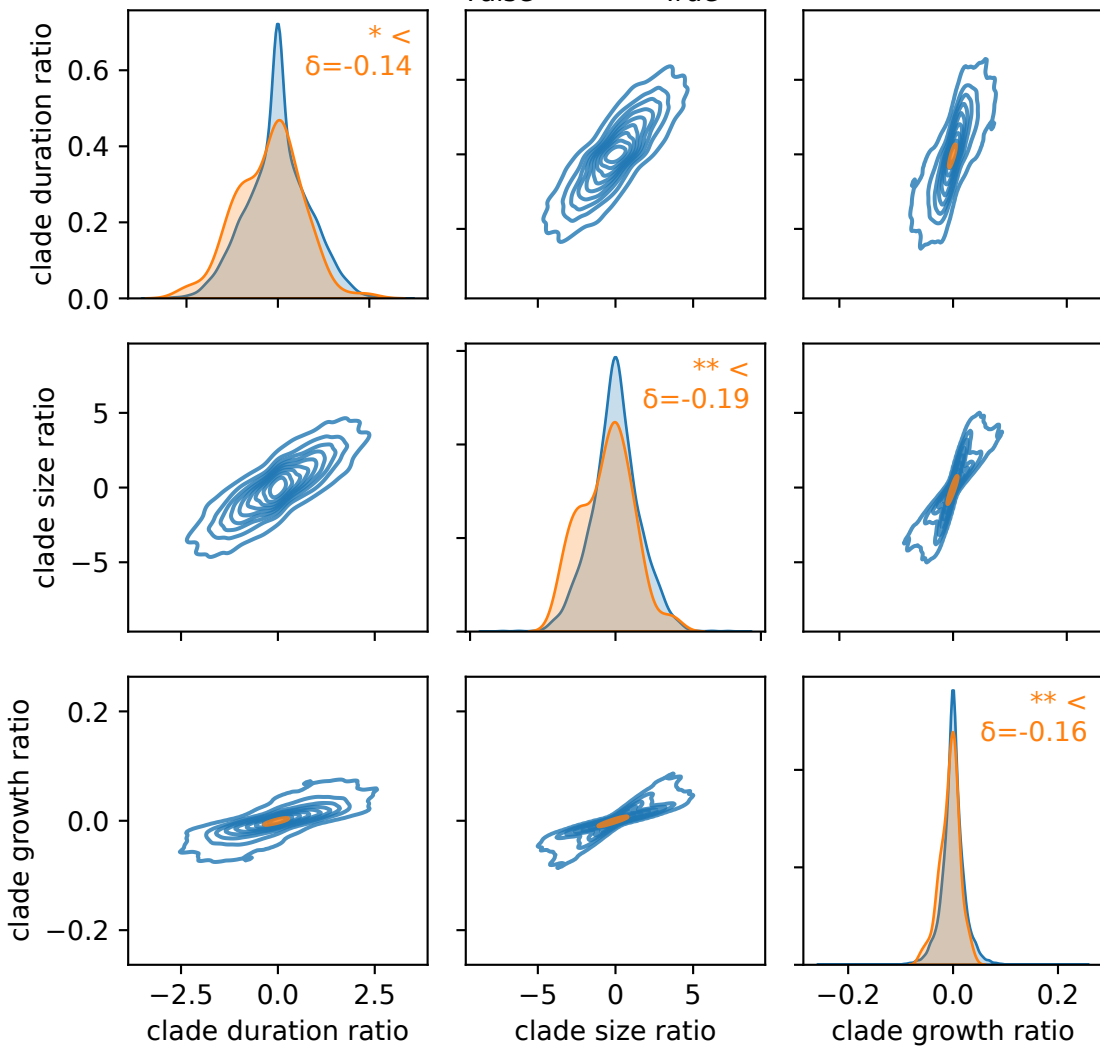 * <
δ=-0.14
0.6
0.4
0.2
0.0
clade duration ratio
** <
δ=-0.19
5
0
−5
clade size ratio
** <
δ=-0.16
0.2
0.0
−0.2
clade growth ratio
−2.5 0.0 2.5
−5 0 5
−0.2 0.0 0.2
clade duration ratio
clade size ratio
clade growth ratio